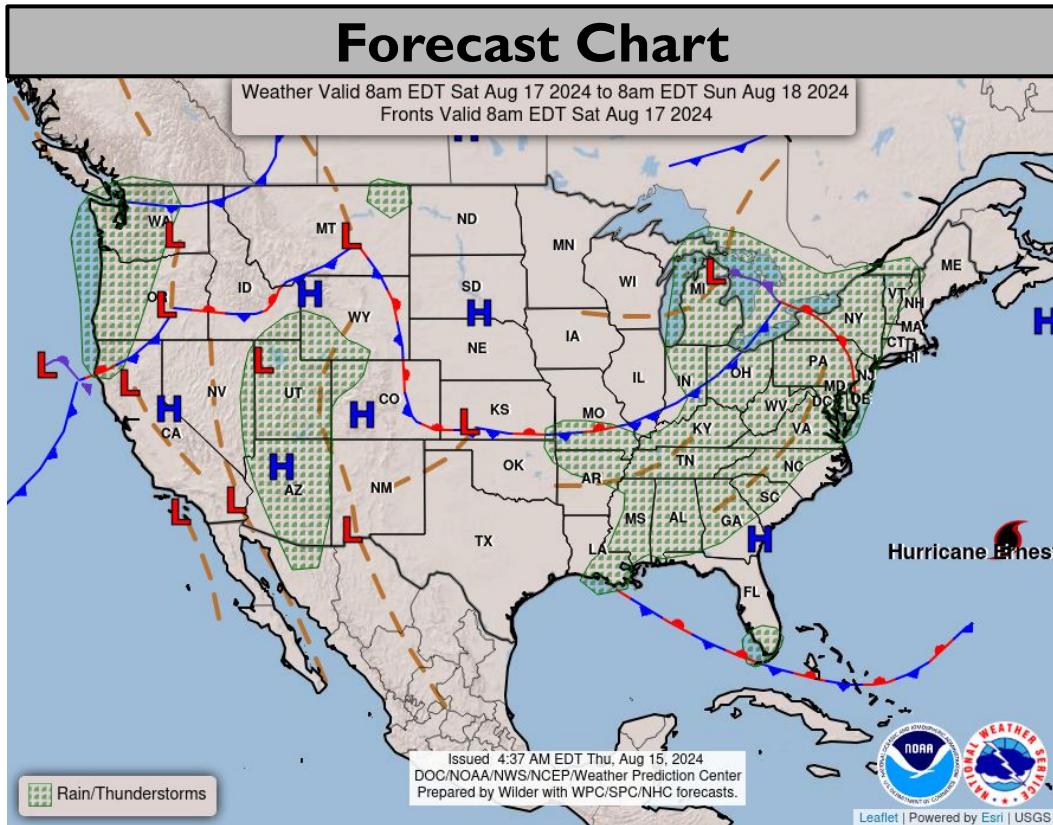 Forecast Chart
Weather Valid 8am EDT Sat Aug 17 2024 to 8am EDT Sun Aug 18 2024
Fronts Valid 8am EDT Sat Aug 17 2024
H
WA
L
MT
L
ND
MN
ME
ID
H
SD
H
WI
MI
L
VT
NH
OR
L
WY
NY
MA
CT
RI
H
IA
NE
PA
NJ
L
L
L
NV
UT
CO
H
IL
IN
OH
MD
DE
DC
H
CA
KS
L
MO
WV
VA
KY
H
AZ
NM
OK
AR
TN
NC
SC
L
L
L
TX
MS
AL
GA
H
LA
Hurricane Ernes
FL
Issued 4:37 AM EDT Thu, Aug 15, 2024
DOC/NOAA/NWS/NCEP/Weather Prediction Center
Prepared by Wilder with WPC/SPC/NHC forecasts.
Rain/Thunderstorms
NOAA
NATIONAL WEATHER SERVICE
Leaflet | Powered by Esri | USGS